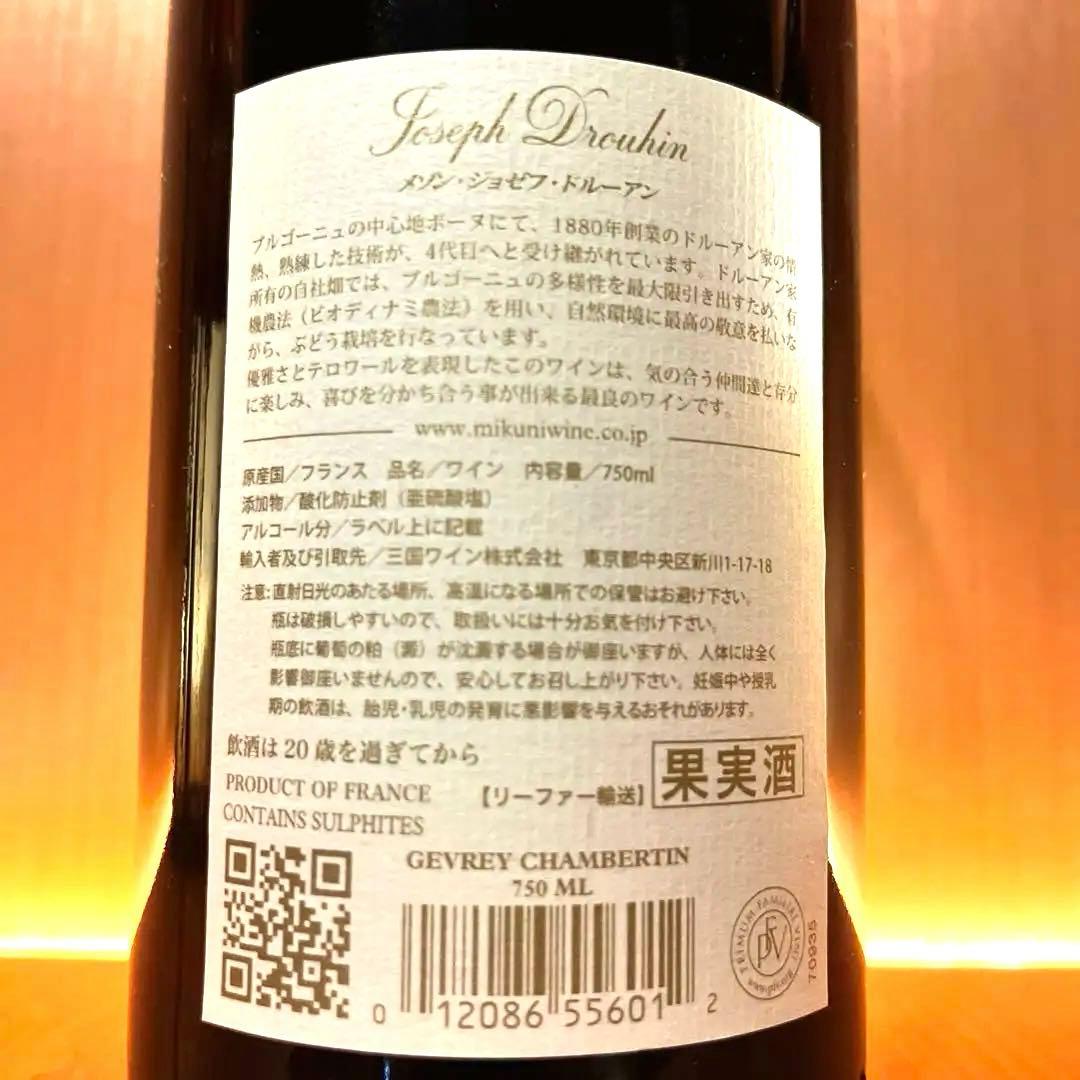 Joseph Drouhin
メゾン・ジョゼフ・ドルーアン
ブルゴーニュの中心地ボーヌにて、1880年創業のドルーアン家の情
熱、熟練した技術が、4代目へと受け継がれています。ドルーアン家
所有の自社畑では、ブルゴーニュの多様性を最大限引き出すため、有
機農法（ビオディナミ農法）を用い、自然環境に最高の敬意を払いな
がら、ぶどう栽培を行なっています。
優雅さとテロワールを表現したこのワインは、気の合う仲間達と存分
に楽しみ、喜びを分かち合う事が出来る最良のワインです。
www.mikuniwine.co.jp
原産国／フランス 品名／ワイン 内容量／750ml
添加物／酸化防止剤（亜硫酸塩）
アルコール分／ラベル上に記載
輸入者及び引取先／三国ワイン株式会社 東京都中央区新川1-17-18
注意：直射日光のあたる場所、高温になる場所での保管はお避け下さい。
瓶は破損しやすいので、取扱いには十分お気を付け下さい。
瓶底に葡萄の粕（澱）が沈澱する場合が御座いますが、人体には全く
影響御座いませんので、安心してお召し上がり下さい。妊娠中や授乳
期の飲酒は、胎児・乳児の発育に悪影響を与えるおそれがあります。
飲酒は20歳を過ぎてから
果実酒
PRODUCT OF FRANCE
【リーファー輸送】
CONTAINS SULPHITES
GEVREY CHAMBERTIN
750 ML
0 12086 55601 2
PRIMUM FAMILIAE VINI
PFV
70935